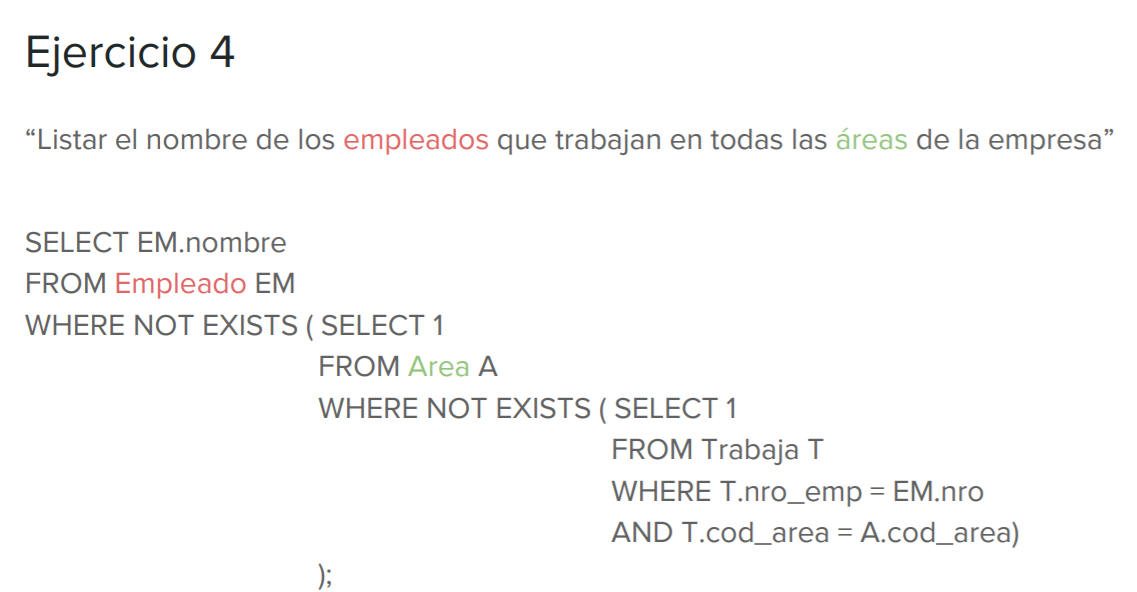 Ejercicio 4
“Listar el nombre de los empleados que trabajan en todas las áreas de la empresa”
SELECT EM.nombre
FROM Empleado EM
WHERE NOT EXISTS ( SELECT 1
FROM Area A
WHERE NOT EXISTS ( SELECT 1
FROM Trabaja T
WHERE T.nro_emp = EM.nro
AND T.cod_area = A.cod_area)
);